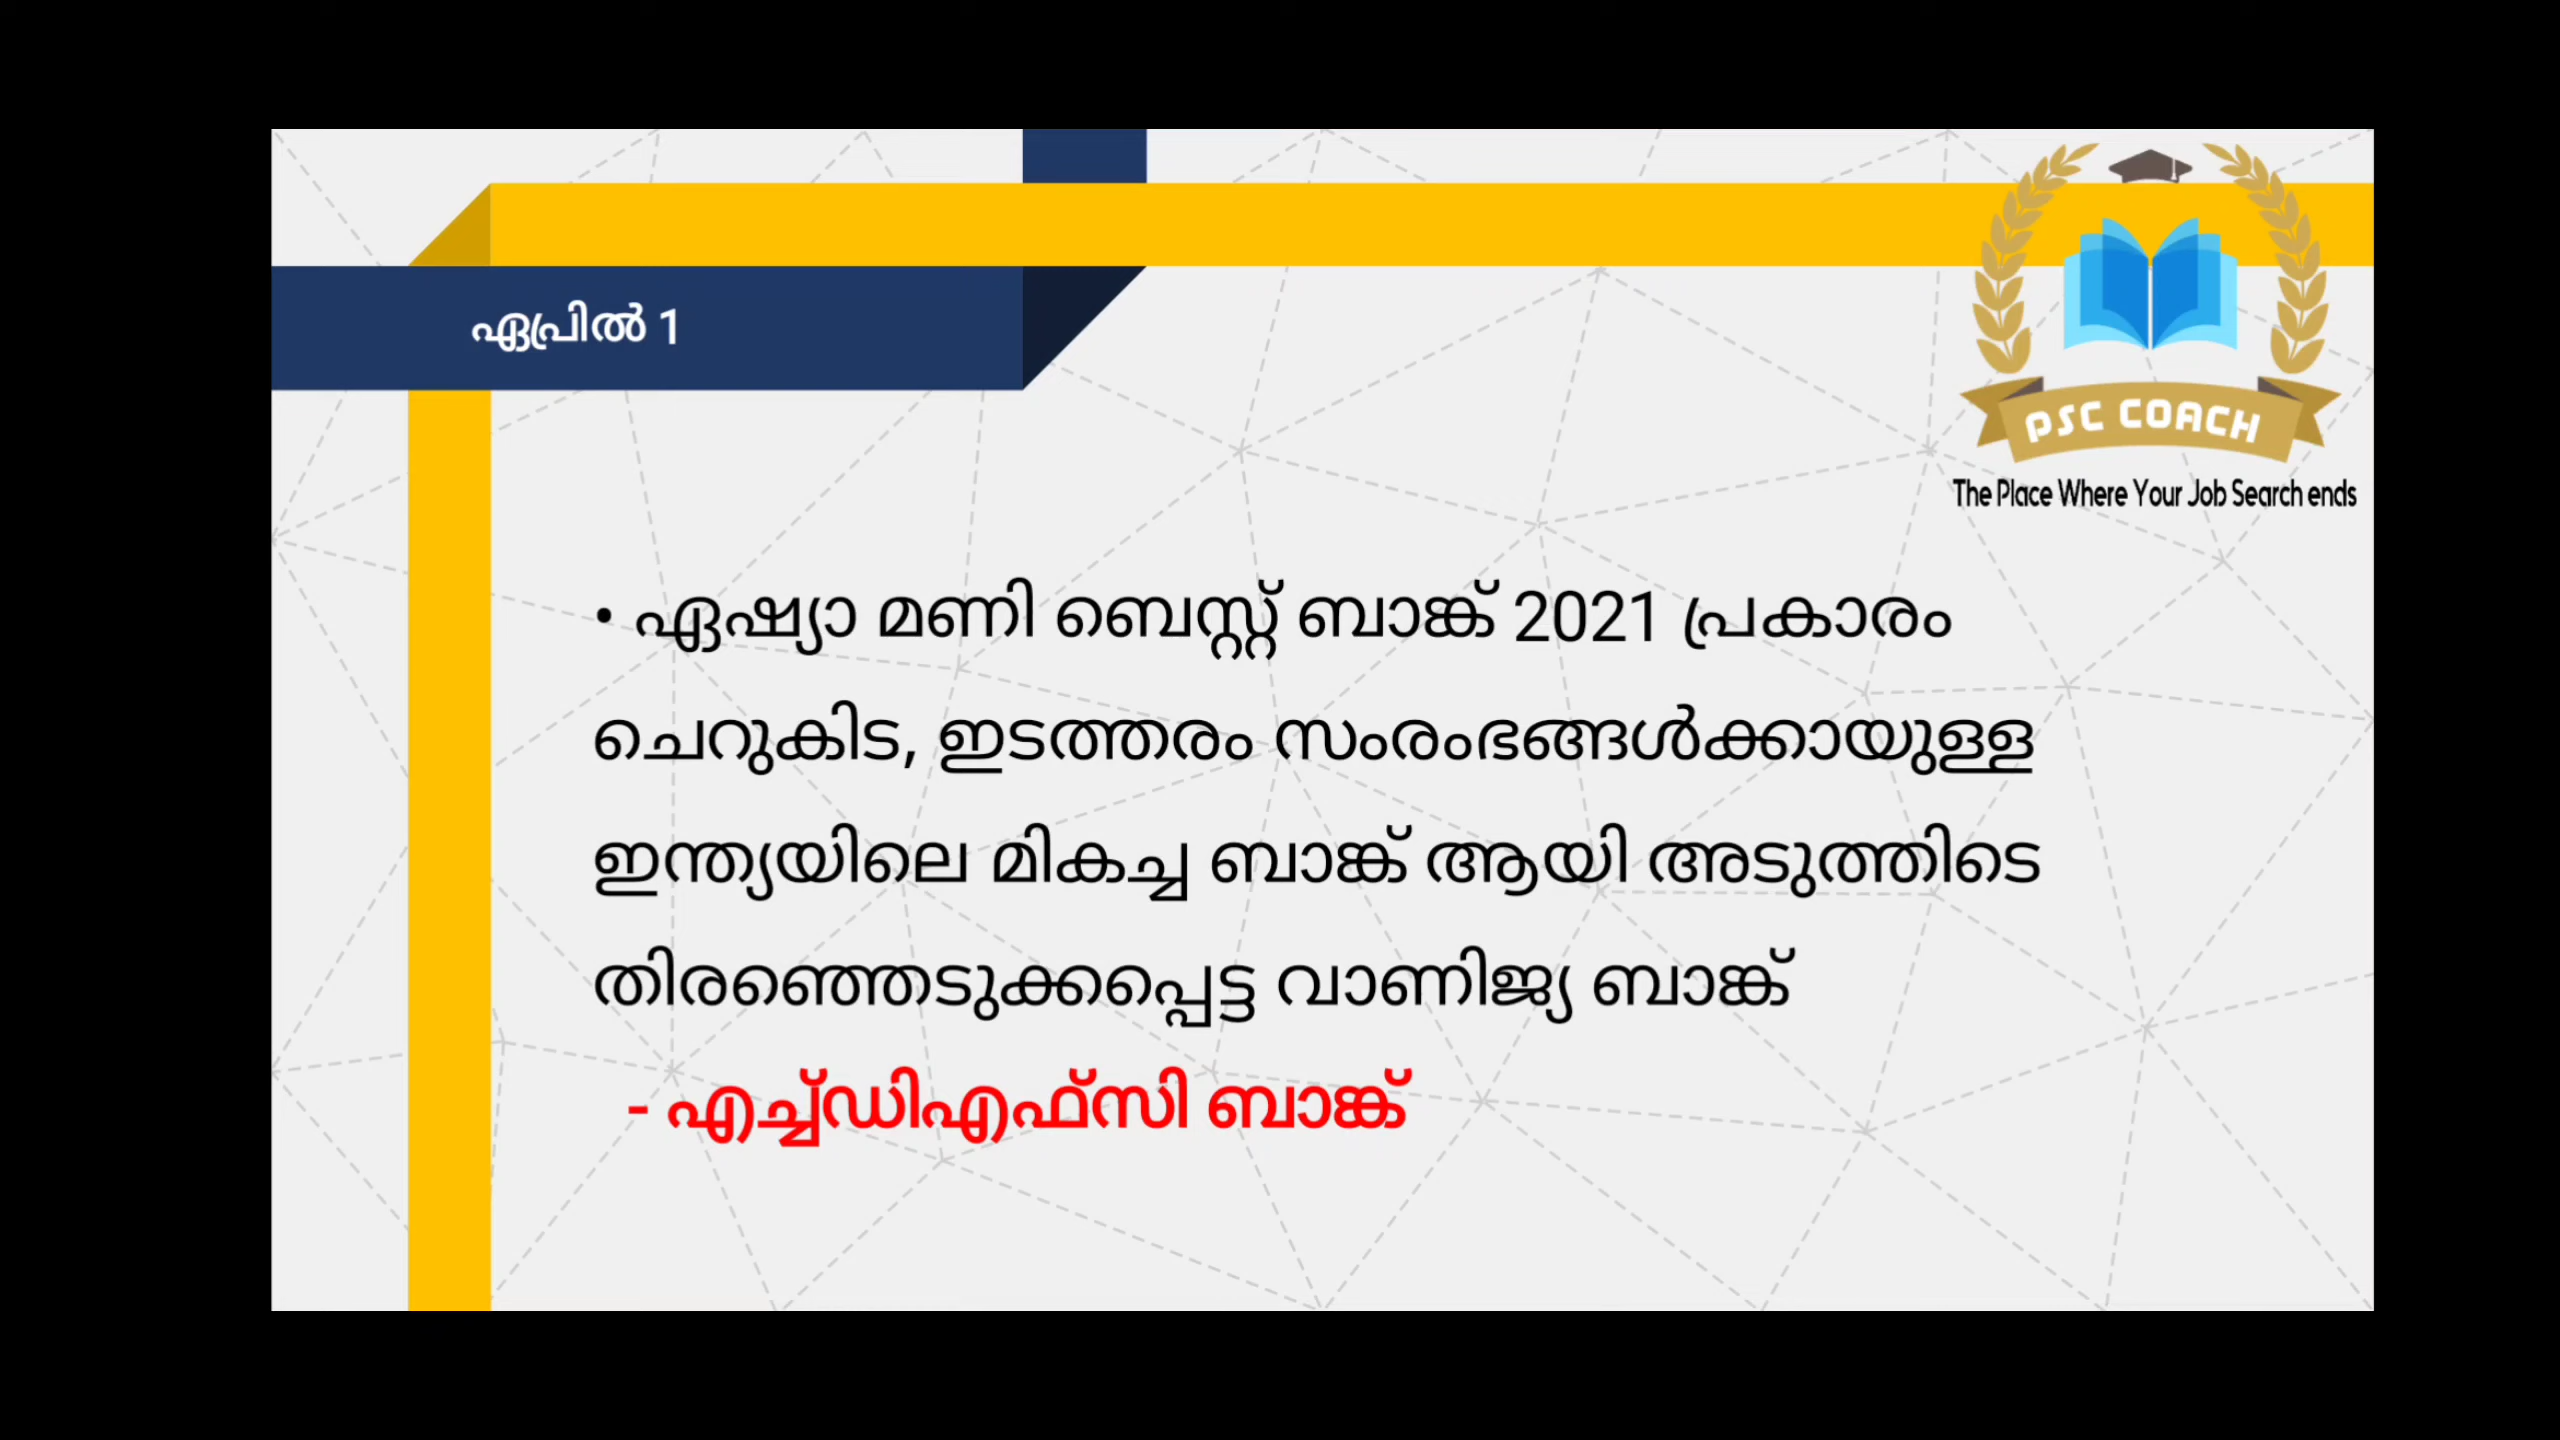 ഏപ്രിൽ 1
PSC COACH
The Place Where Your Job Search ends
• ഏഷ്യാ മണി ബെസ്റ്റ് ബാങ്ക് 2021 പ്രകാരം
ചെറുകിട, ഇടത്തരം സംരംഭങ്ങൾക്കായുള്ള
ഇന്ത്യയിലെ മികച്ച ബാങ്ക് ആയി അടുത്തിടെ
തിരഞ്ഞെടുക്കപ്പെട്ട വാണിജ്യ ബാങ്ക്
- എച്ച്ഡിഎഫ്സി ബാങ്ക്